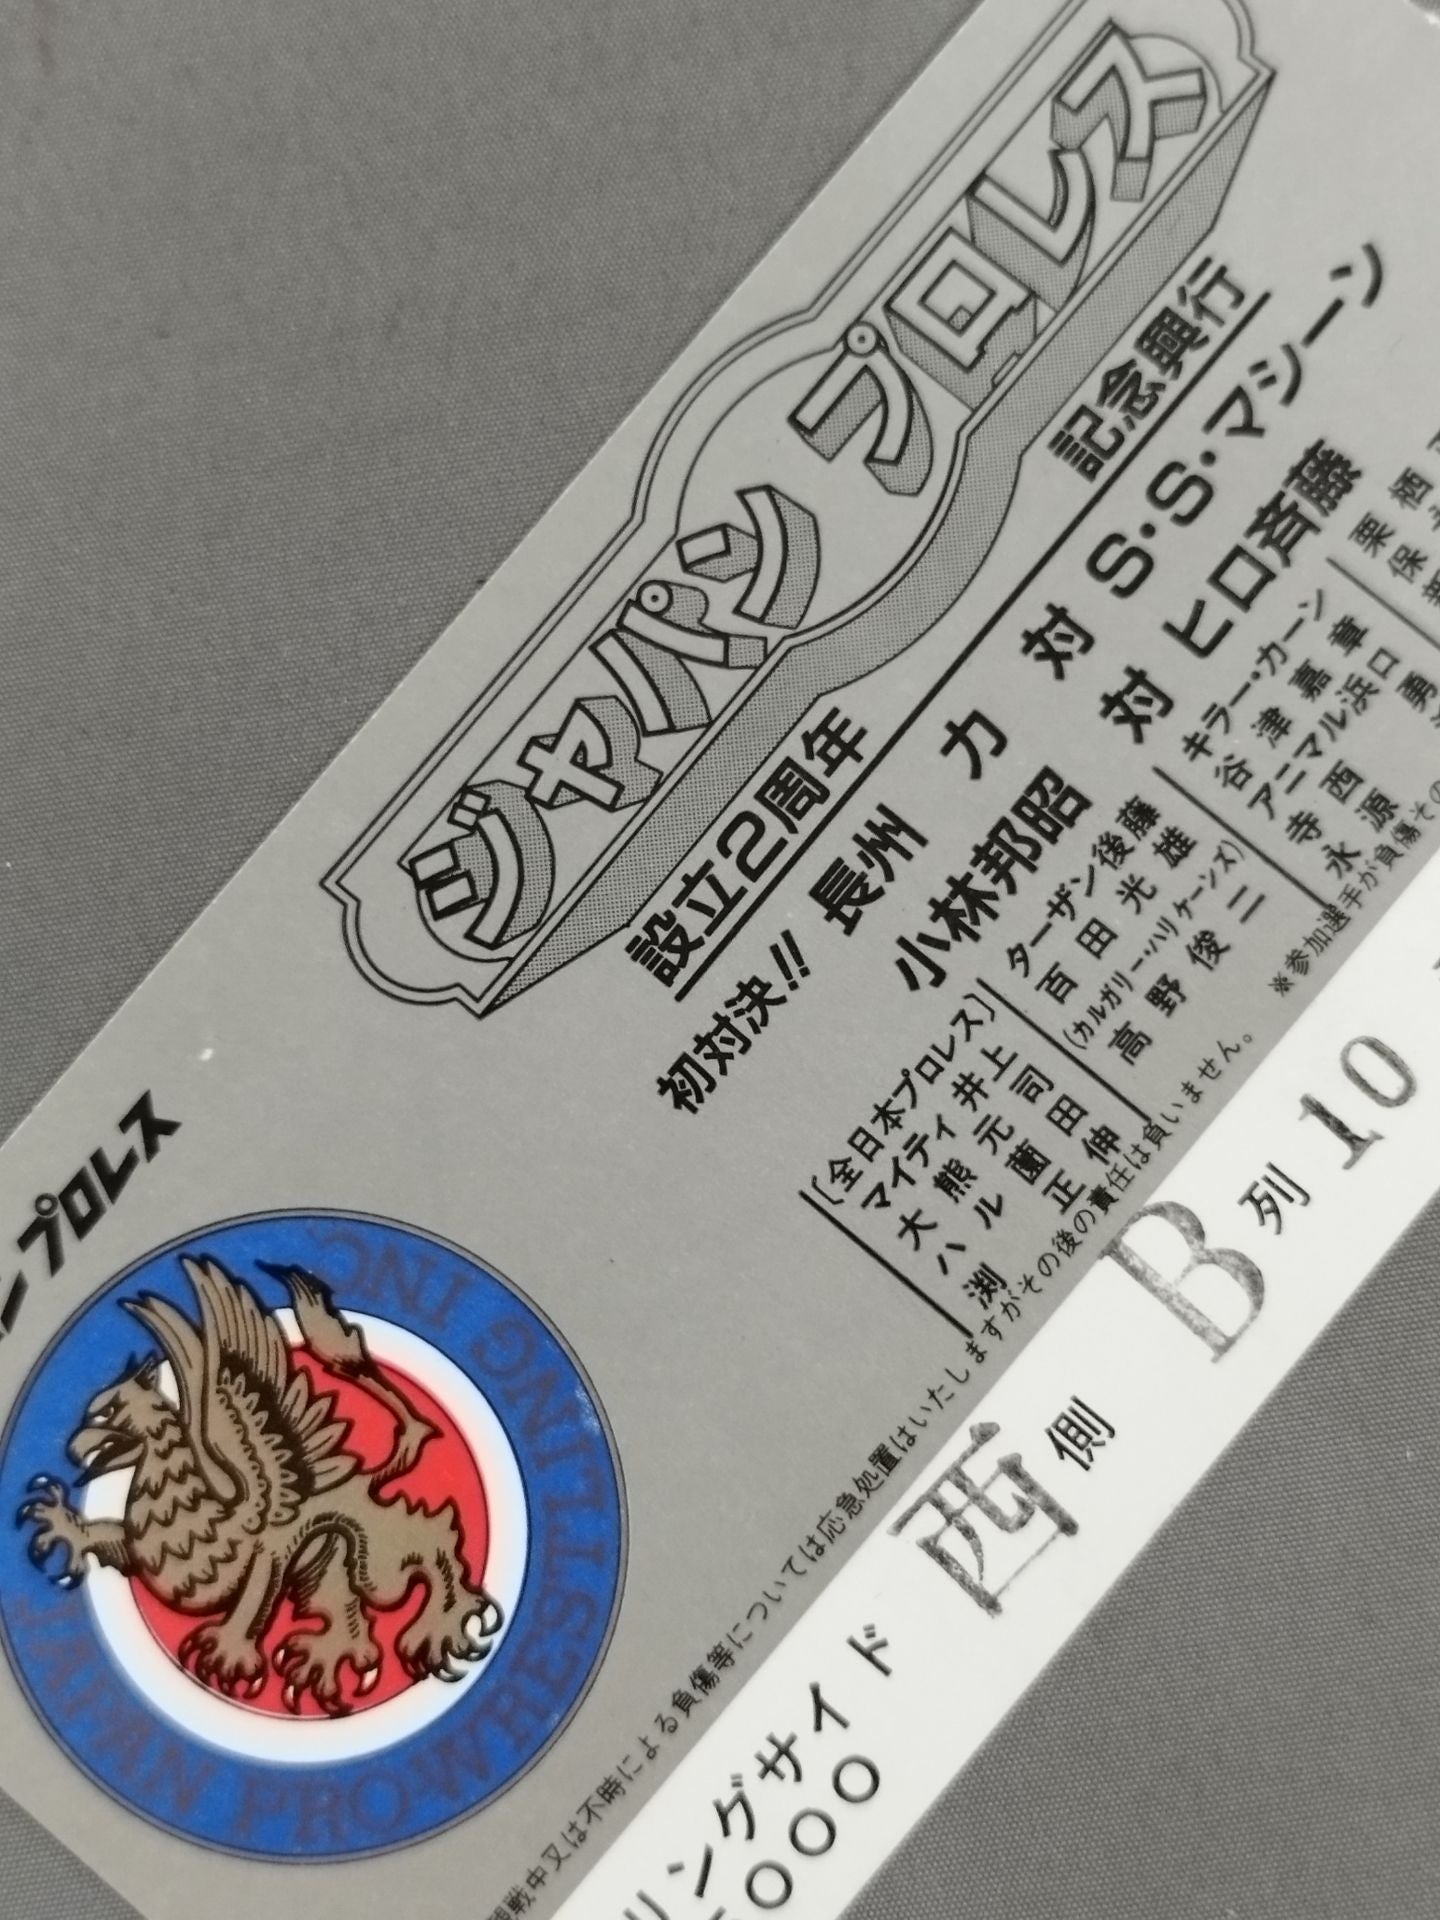 ジャパンプロレス
設立2周年 記念興行
初対決!! 長州 力 対 S・S・マシーン
小林邦昭 対 ヒロ斉藤
〔全日本プロレス〕
マイティ井上
大熊元司
ハル薗田
渕正伸
ターザン後藤
百田光雄
(カルガリー・ハリケーンズ)
高野俊二
キラー・カーン
谷津嘉章
アニマル浜口
寺西勇
永源
栗栖
保
※参加選手が負傷その
観戦中又は不時による負傷等については応急処置はいたしますがその後の責任は負いません。
ープロレス
JAPAN PRO-WRESTLING INC.
リングサイド 西側 B列10
000